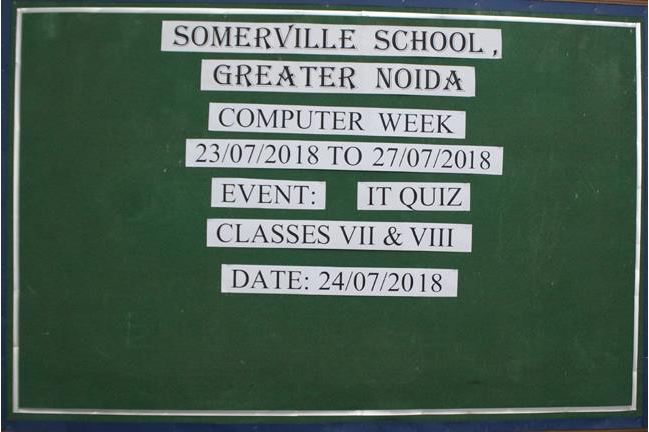 SOMERVILLE SCHOOL ,
GREATER NOIDA
COMPUTER WEEK
23/07/2018 TO 27/07/2018
EVENT: IT QUIZ
CLASSES VII & VIII
DATE: 24/07/2018